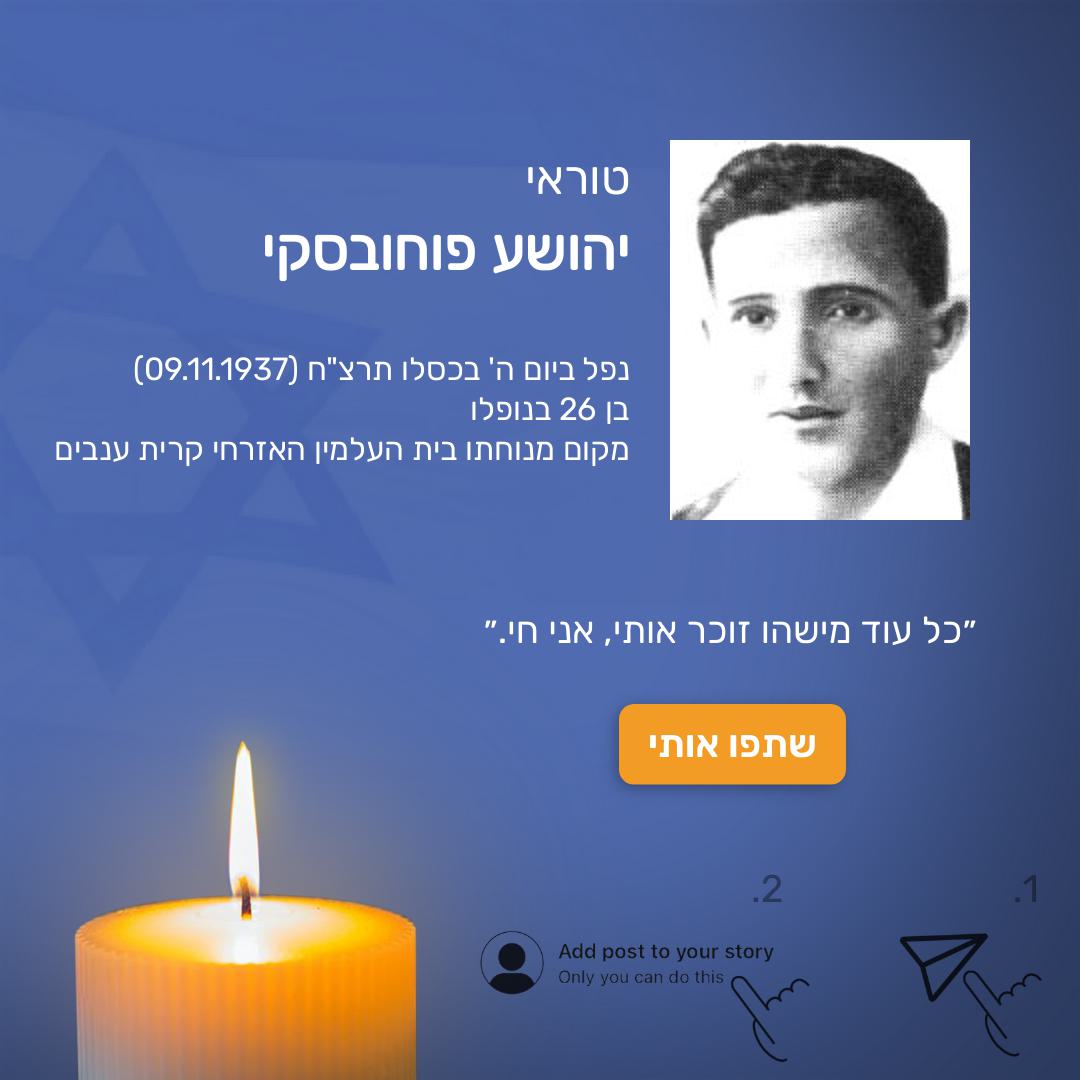 טוראי
יהושע פוחובסקי
נפל ביום ה' בכסלו תרצ"ח (09.11.1937)
בן 26 בנופלו
מקום מנוחתו בית העלמין האזרחי קרית ענבים
״כל עוד מישהו זוכר אותי, אני חי.״
שתפו אותי
1.
2.
Add post to your story
Only you can do this